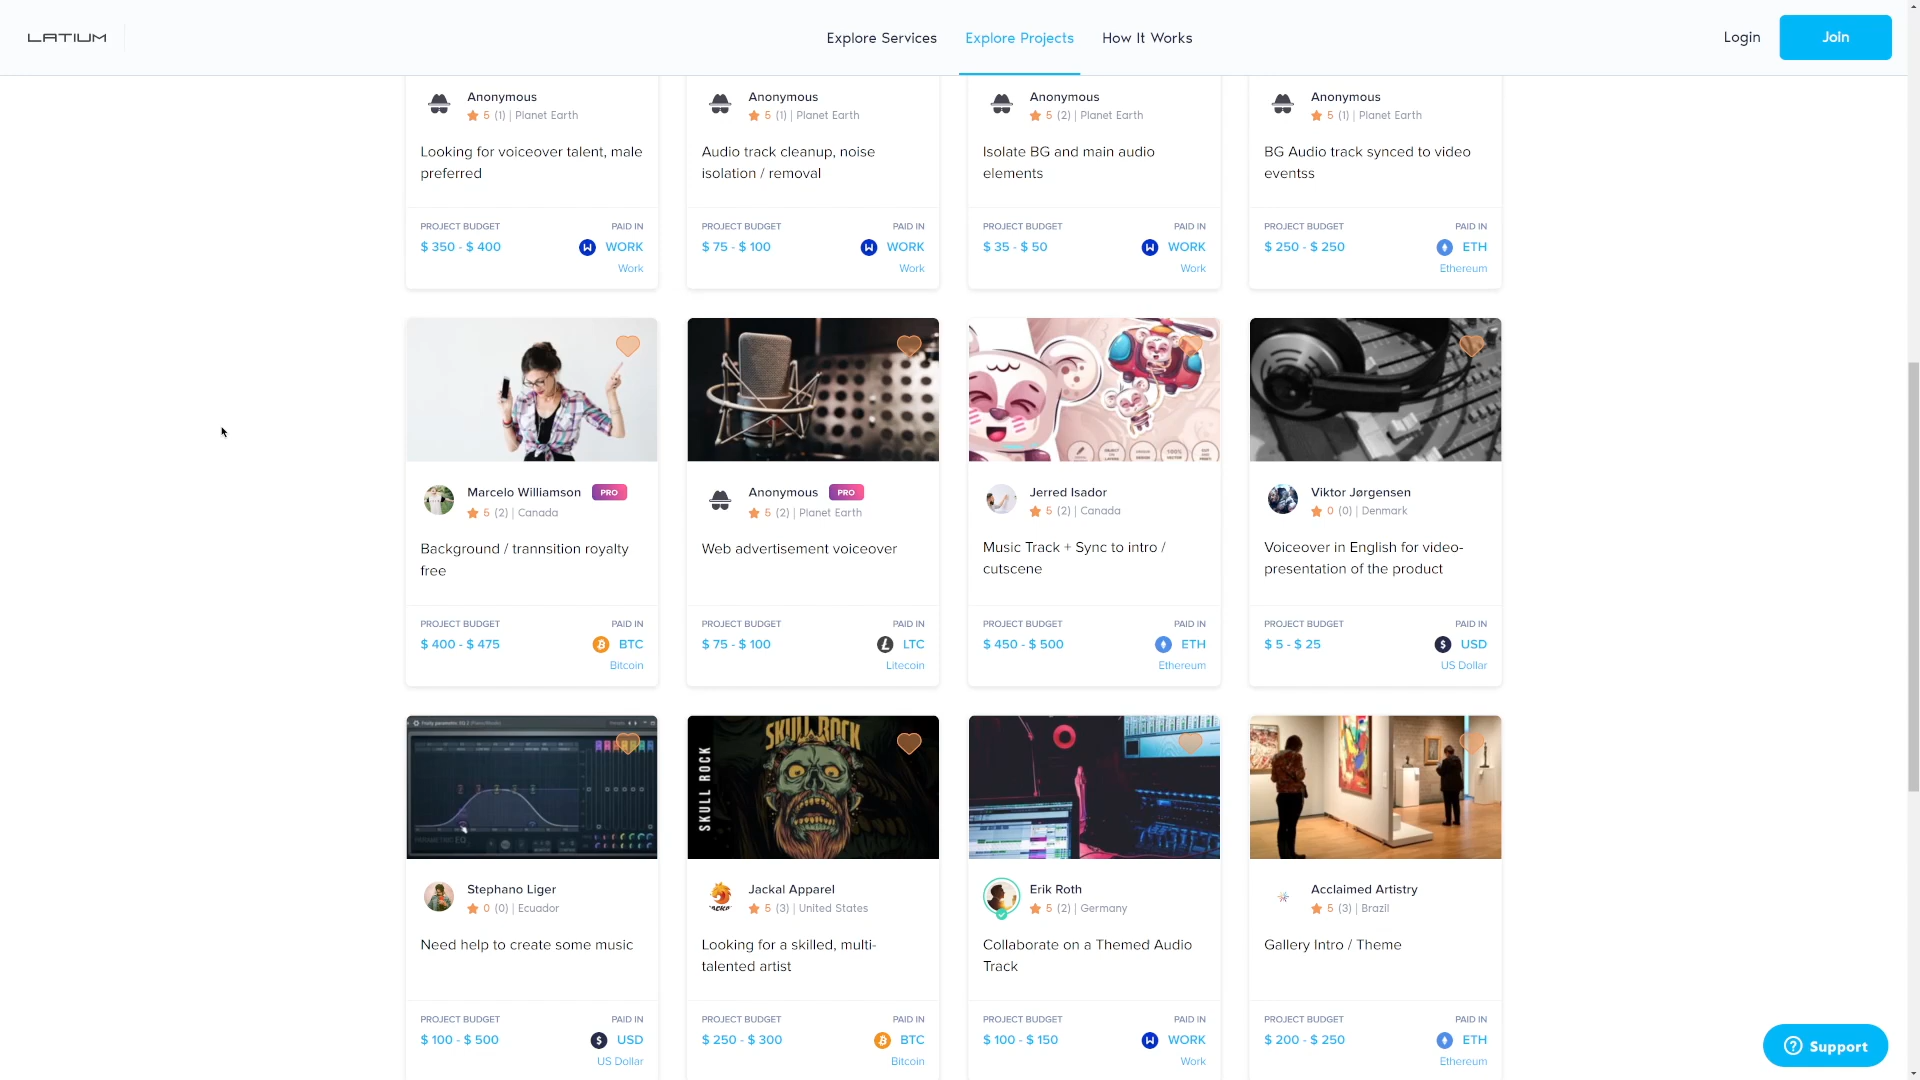 LATIUM
Explore Services
Explore Projects
How It Works
Login
Join
Anonymous
5 (1) | Planet Earth
Looking for voiceover talent, male
preferred
PROJECT BUDGET
PAID IN
$ 350 - $ 400
WORK
Work
Anonymous
5 (1) | Planet Earth
Audio track cleanup, noise
isolation / removal
PROJECT BUDGET
PAID IN
$ 75 - $ 100
WORK
Work
Anonymous
5 (2) | Planet Earth
Isolate BG and main audio
elements
PROJECT BUDGET
PAID IN
$ 35 - $ 50
WORK
Work
Anonymous
5 (1) | Planet Earth
BG Audio track synced to video
eventss
PROJECT BUDGET
PAID IN
$ 250 - $ 250
ETH
Ethereum
Marcelo Williamson PRO
5 (2) | Canada
Background / trannsition royalty
free
PROJECT BUDGET
PAID IN
$ 400 - $ 475
BTC
Bitcoin
Anonymous PRO
5 (2) | Planet Earth
Web advertisement voiceover
PROJECT BUDGET
PAID IN
$ 75 - $ 100
LTC
Litecoin
Jerred Isador
5 (2) | Canada
Music Track + Sync to intro /
cutscene
PROJECT BUDGET
PAID IN
$ 450 - $ 500
ETH
Ethereum
Viktor Jørgensen
0 (0) | Denmark
Voiceover in English for video-
presentation of the product
PROJECT BUDGET
PAID IN
$ 5 - $ 25
USD
US Dollar
Stephano Liger
0 (0) | Ecuador
Need help to create some music
PROJECT BUDGET
PAID IN
$ 100 - $ 500
USD
US Dollar
SKULL ROCK
SKULL ROCK
Jackal Apparel
5 (3) | United States
Looking for a skilled, multi-
talented artist
PROJECT BUDGET
PAID IN
$ 250 - $ 300
BTC
Bitcoin
Erik Roth
5 (2) | Germany
Collaborate on a Themed Audio
Track
PROJECT BUDGET
PAID IN
$ 100 - $ 150
WORK
Work
Acclaimed Artistry
5 (3) | Brazil
Gallery Intro / Theme
PROJECT BUDGET
PAID IN
$ 200 - $ 250
ETH
Ethereum
Support